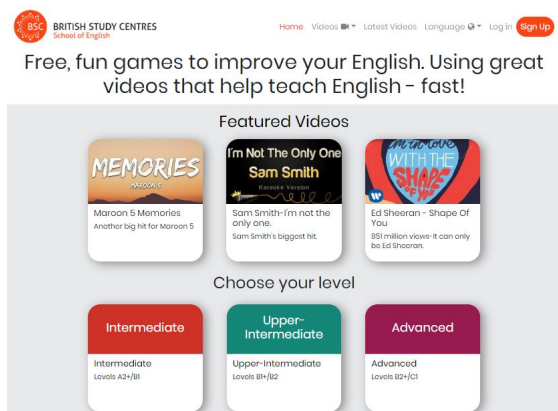 BSC
BRITISH STUDY CENTRES
School of English
Home Videos Latest Videos Language Log in Sign Up
Free, fun games to improve your English. Using great
videos that help teach English - fast!
Featured Videos
MEMORIES
MAROON 5
Maroon 5 Memories
Another big hit for Maroon 5
I'm Not The Only One
Sam Smith
Karaoke Version
Sam Smith-I'm not the
only one.
Sam Smith's biggest hit.
WITH THE
SHAPE
Ed Sheeran - Shape Of
You
851 million views-it can only
be Ed Sheeran.
Choose your level
Intermediate
Intermediate
Levels A2+/B1
Upper-
Intermediate
Upper-Intermediate
Levels B1+/B2
Advanced
Advanced
Levels B2+/C1